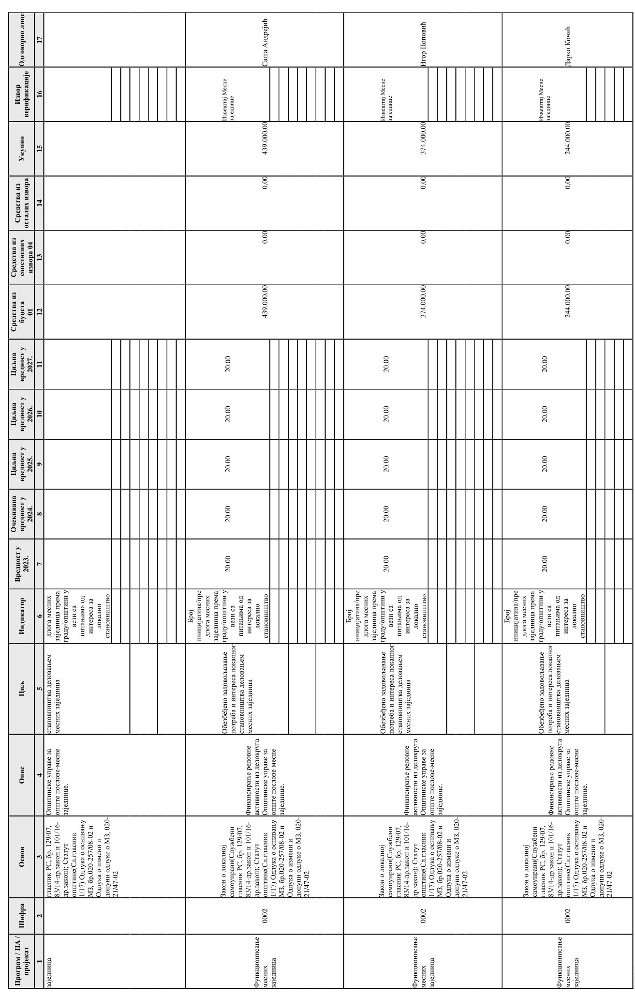 Програм / ПА /
пројекат
Шифра
Основ
Опис
Циљ
Индикатор
Вредност у
2023.
Очекивана
вредност у
2024.
Циљна
вредност у
2025.
Циљна
вредност у
2026.
Циљна
вредност у
2027.
Средства из
буџета
01
Средства из
сопствених
извора 04
Средства из
осталих извора
Укупно
Извор
верификације
Одговорно лице
1
2
3
4
5
6
7
8
9
10
11
12
13
14
15
16
17
заједница
гласник РС, бр. 129/07,
83/14-др.закон и 101/16-
др.закон); Статут
општине(Сл.гласник
1/17) Одлука о оснивању
МЗ, бр.020-257/08-02 и
Одлука о измени и
допуни одлуке о МЗ, 020-
21/47-02
Општинске управе за
опште послове-месне
заједнице.
становништва деловањем
месних заједница
длога месних
заједница према
граду/општини у
вези са
питањима од
интереса за
локално
становништво
Функционисање
месних
заједница
0002
Закон о локалној
самоуправи(Службени
гласник РС, бр. 129/07,
83/14-др.закон и 101/16-
др.закон); Статут
општине(Сл.гласник
1/17) Одлука о оснивању
МЗ, бр.020-257/08-02 и
Одлука о измени и
допуни одлуке о МЗ, 020-
21/47-02
Финансирање редовне
активности из делокруга
Општинске управе за
опште послове-месне
заједнице.
Обезбеђено задовољавање
потреба и интереса локалног
становништва деловањем
месних заједница
Број
иницијатива/пре
длога месних
заједница према
граду/општини у
вези са
питањима од
интереса за
локално
становништво
20.00
20.00
20.00
20.00
20.00
439.000,00
0,00
0,00
439.000,00
Извештај Месне
заједнице
Саша Андрејић
Функционисање
месних
заједница
0002
Закон о локалној
самоуправи(Службени
гласник РС, бр. 129/07,
83/14-др.закон и 101/16-
др.закон); Статут
општине(Сл.гласник
1/17) Одлука о оснивању
МЗ, бр.020-257/08-02 и
Одлука о измени и
допуни одлуке о МЗ, 020-
21/47-02
Финансирање редовне
активности из делокруга
Општинске управе за
опште послове-месне
заједнице.
Обезбеђено задовољавање
потреба и интереса локалног
становништва деловањем
месних заједница
Број
иницијатива/пре
длога месних
заједница према
граду/општини у
вези са
питањима од
интереса за
локално
становништво
20.00
20.00
20.00
20.00
20.00
374.000,00
0,00
0,00
374.000,00
Извештај Месне
заједнице
Игор Поповић
Функционисање
месних
заједница
0002
Закон о локалној
самоуправи(Службени
гласник РС, бр. 129/07,
83/14-др.закон и 101/16-
др.закон); Статут
општине(Сл.гласник
1/17) Одлука о оснивању
МЗ, бр.020-257/08-02 и
Одлука о измени и
допуни одлуке о МЗ, 020-
21/47-02
Финансирање редовне
активности из делокруга
Општинске управе за
опште послове-месне
заједнице.
Обезбеђено задовољавање
потреба и интереса локалног
становништва деловањем
месних заједница
Број
иницијатива/пре
длога месних
заједница према
граду/општини у
вези са
питањима од
интереса за
локално
становништво
20.00
20.00
20.00
20.00
20.00
244.000,00
0,00
0,00
244.000,00
Извештај Месне
заједнице
Дарко Кочић